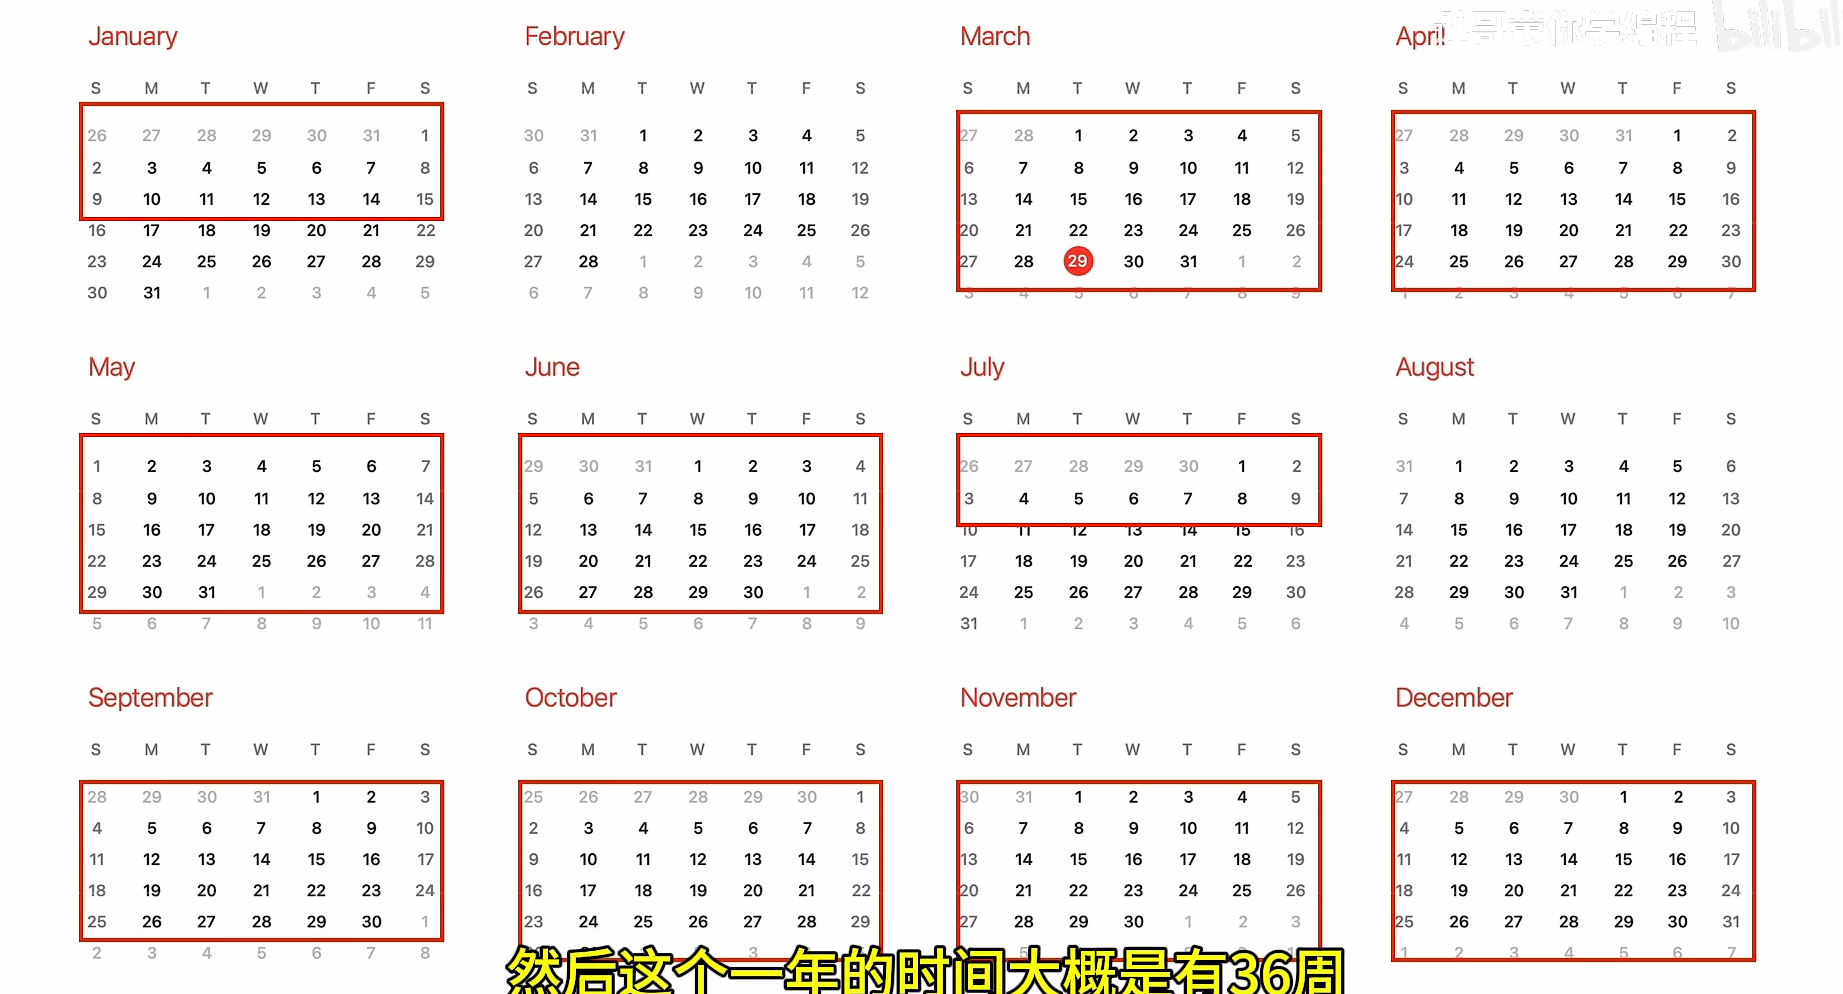 哥带你学编程
January
S M T W T F S
26 27 28 29 30 31 1
2 3 4 5 6 7 8
9 10 11 12 13 14 15
16 17 18 19 20 21 22
23 24 25 26 27 28 29
30 31 1 2 3 4 5
February
S M T W T F S
30 31 1 2 3 4 5
6 7 8 9 10 11 12
13 14 15 16 17 18 19
20 21 22 23 24 25 26
27 28 1 2 3 4 5
6 7 8 9 10 11 12
March
S M T W T F S
27 28 1 2 3 4 5
6 7 8 9 10 11 12
13 14 15 16 17 18 19
20 21 22 23 24 25 26
27 28 29 30 31 1 2
3 4 5 6 7 8 9
April
S M T W T F S
27 28 29 30 31 1 2
3 4 5 6 7 8 9
10 11 12 13 14 15 16
17 18 19 20 21 22 23
24 25 26 27 28 29 30
1 2 3 4 5 6 7
May
S M T W T F S
1 2 3 4 5 6 7
8 9 10 11 12 13 14
15 16 17 18 19 20 21
22 23 24 25 26 27 28
29 30 31 1 2 3 4
5 6 7 8 9 10 11
June
S M T W T F S
29 30 31 1 2 3 4
5 6 7 8 9 10 11
12 13 14 15 16 17 18
19 20 21 22 23 24 25
26 27 28 29 30 1 2
3 4 5 6 7 8 9
July
S M T W T F S
26 27 28 29 30 1 2
3 4 5 6 7 8 9
10 11 12 13 14 15 16
17 18 19 20 21 22 23
24 25 26 27 28 29 30
31 1 2 3 4 5 6
August
S M T W T F S
31 1 2 3 4 5 6
7 8 9 10 11 12 13
14 15 16 17 18 19 20
21 22 23 24 25 26 27
28 29 30 31 1 2 3
4 5 6 7 8 9 10
September
S M T W T F S
28 29 30 31 1 2 3
4 5 6 7 8 9 10
11 12 13 14 15 16 17
18 19 20 21 22 23 24
25 26 27 28 29 30 1
2 3 4 5 6 7 8
October
S M T W T F S
25 26 27 28 29 30 1
2 3 4 5 6 7 8
9 10 11 12 13 14 15
16 17 18 19 20 21 22
23 24 25 26 27 28 29
November
S M T W T F S
30 31 1 2 3 4 5
6 7 8 9 10 11 12
13 14 15 16 17 18 19
20 21 22 23 24 25 26
27 28 29 30 1 2 3
December
S M T W T F S
27 28 29 30 1 2 3
4 5 6 7 8 9 10
11 12 13 14 15 16 17
18 19 20 21 22 23 24
25 26 27 28 29 30 31
1 2 3 4 5 6 7
然后这个一年的时间大概是有36周